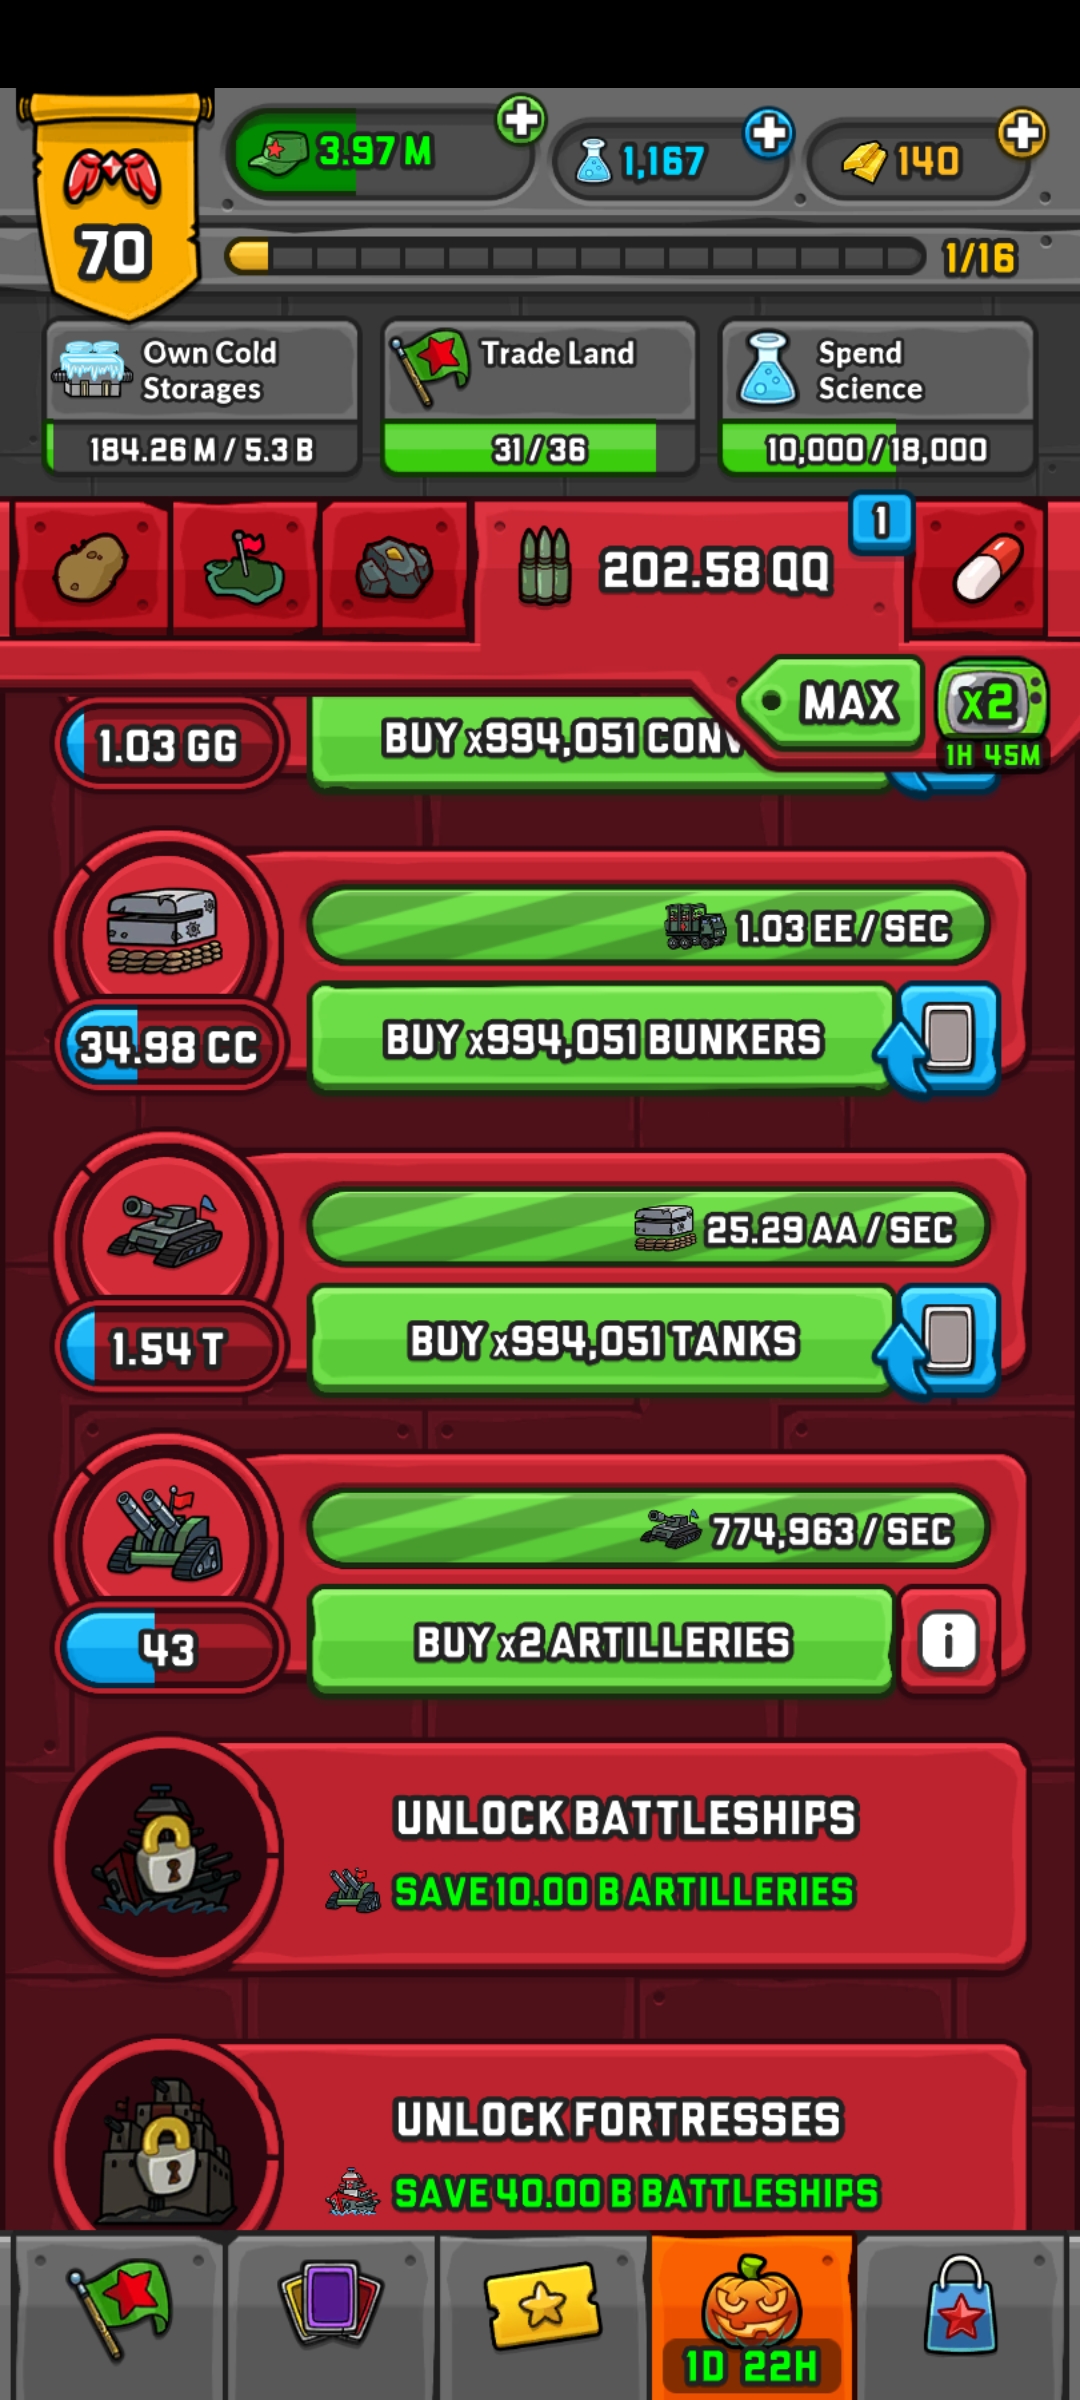 3.97 M
1,167
140
70
1/16
Own Cold
Storages
184.26 M / 5.3 B
Trade Land
31 / 36
Spend
Science
10,000 / 18,000
202.58 QQ
1
MAX
x2
1H 45M
1.03 GG
BUY x994,051 CONV
1.03 EE / SEC
34.98 CC
BUY x994,051 BUNKERS
25.29 AA / SEC
1.54 T
BUY x994,051 TANKS
774,963 / SEC
43
BUY x2 ARTILLERIES
i
UNLOCK BATTLESHIPS
SAVE 10.00 B ARTILLERIES
UNLOCK FORTRESSES
SAVE 40.00 B BATTLESHIPS
1D 22H